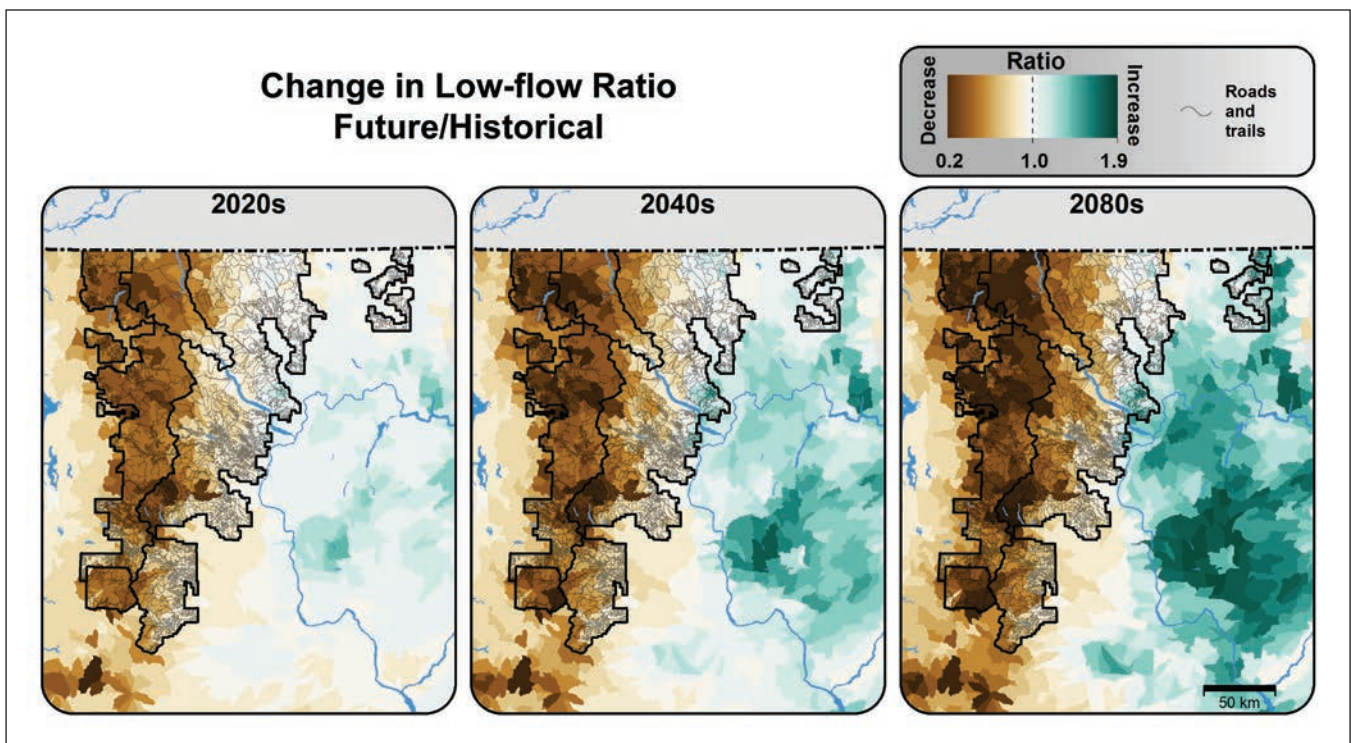 Change in Low-flow Ratio
Future/Historical
Ratio
Decrease
Increase
0.2
1.0
1.9
Roads
and
trails
2020s
2040s
2080s
50 km